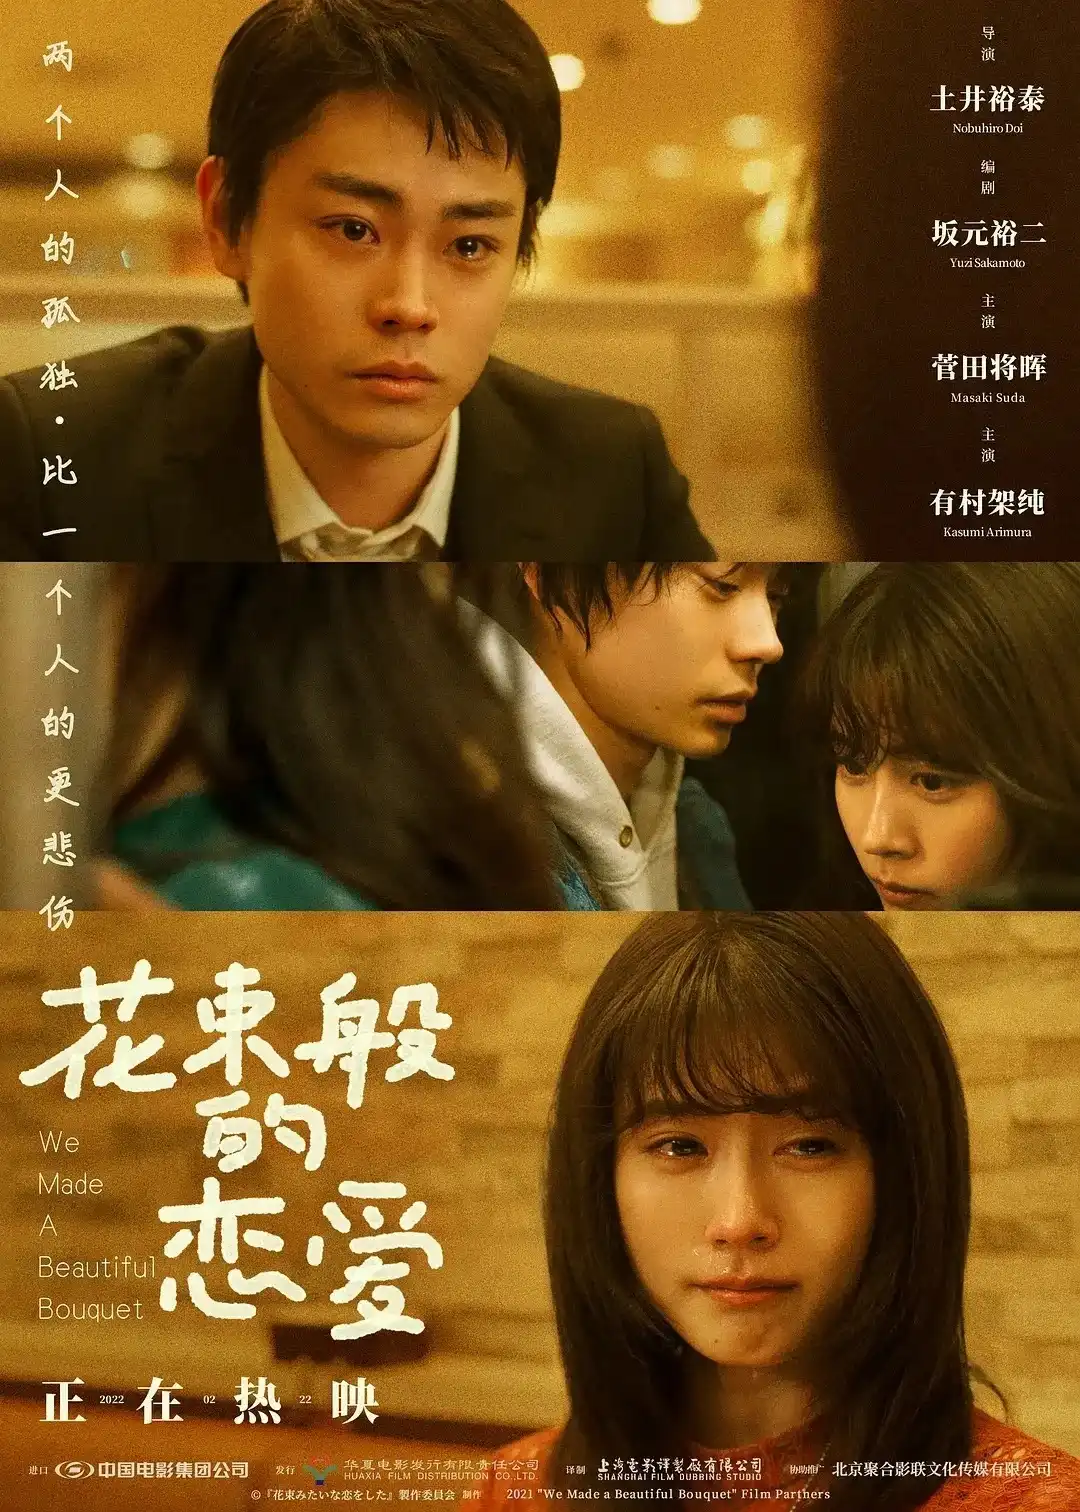 两个人的孤独·比一个人的更悲伤
导演
土井裕泰
Nobuhiro Doi
编剧
坂元裕二
Yuzi Sakamoto
主演
菅田将晖
Masaki Suda
主演
有村架纯
Kasumi Arimura
花束般
的
恋爱
We
Made
A
Beautiful
Bouquet
正 2022 在 02 热 22 映
进口 中国电影集团公司 发行 华夏电影发行有限责任公司 译制 上海电影译製厰有限公司 协助推广 北京聚合影联文化传媒有限公司
HUAXIA FILM DISTRIBUTION CO.,LTD. SHANGHAI FILM DUBBING STUDIO
©『花束みたいな恋をした』製作委員会 制作 2021 "We Made a Beautiful Bouquet" Film Partners